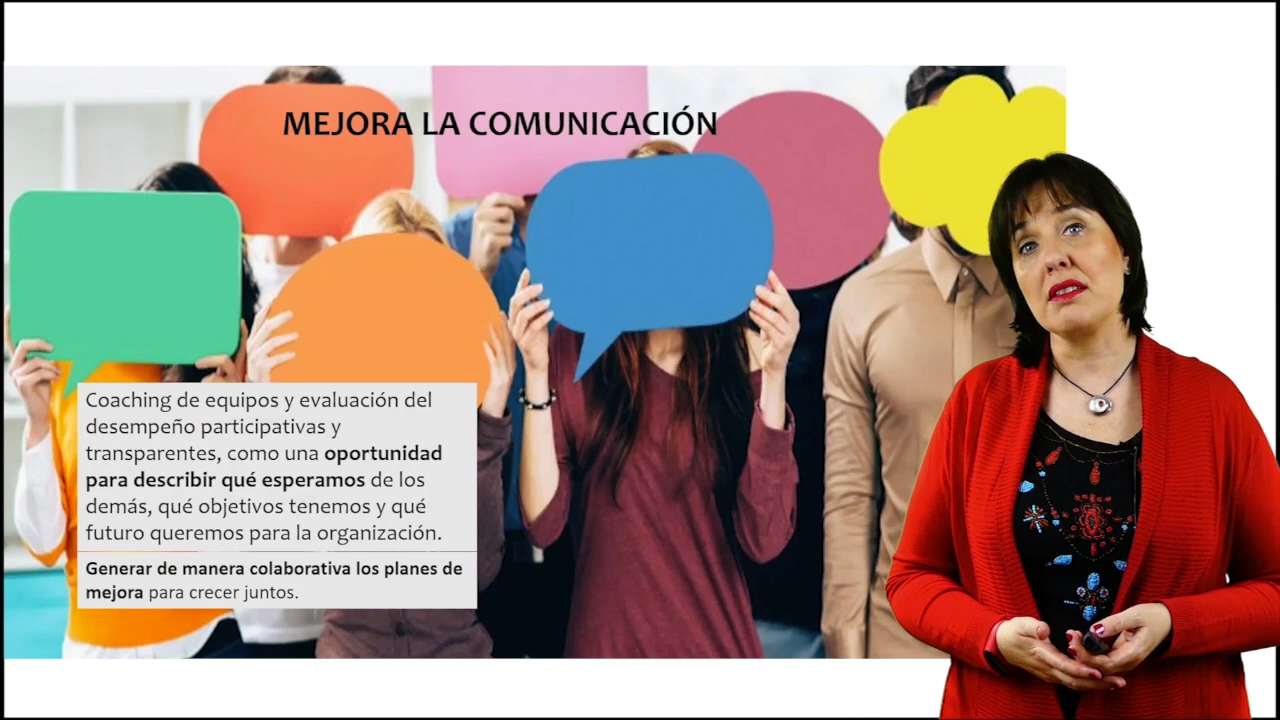 MEJORA LA COMUNICACIÓN
Coaching de equipos y evaluación del
desempeño participativas y
transparentes, como una oportunidad
para describir qué esperamos de los
demás, qué objetivos tenemos y qué
futuro queremos para la organización.
Generar de manera colaborativa los planes de
mejora para crecer juntos.